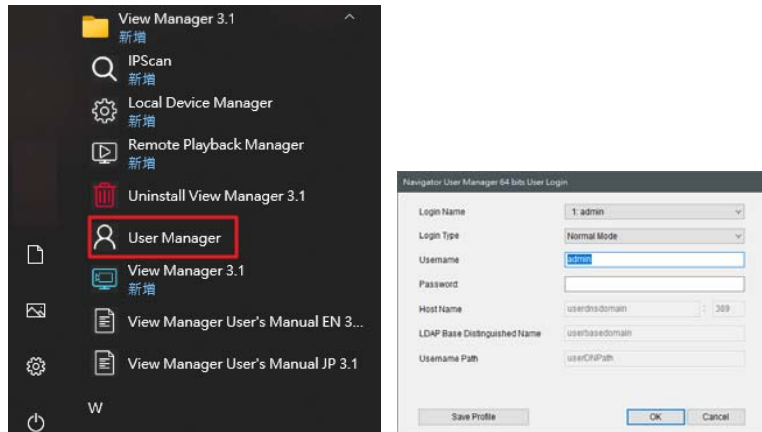 View Manager 3.1
新增
IPScan
新增
Local Device Manager
新增
Remote Playback Manager
新增
Uninstall View Manager 3.1
User Manager
View Manager 3.1
新增
View Manager User's Manual EN 3...
View Manager User's Manual JP 3.1
W
Navigator User Manager 64 bits User Login
Login Name 1: admin
Login Type Normal Mode
Username admin
Password
Host Name userdnsdomain : 389
LDAP Base Distinguished Name userbasedomain
Username Path userDNPath
Save Profile OK Cancel